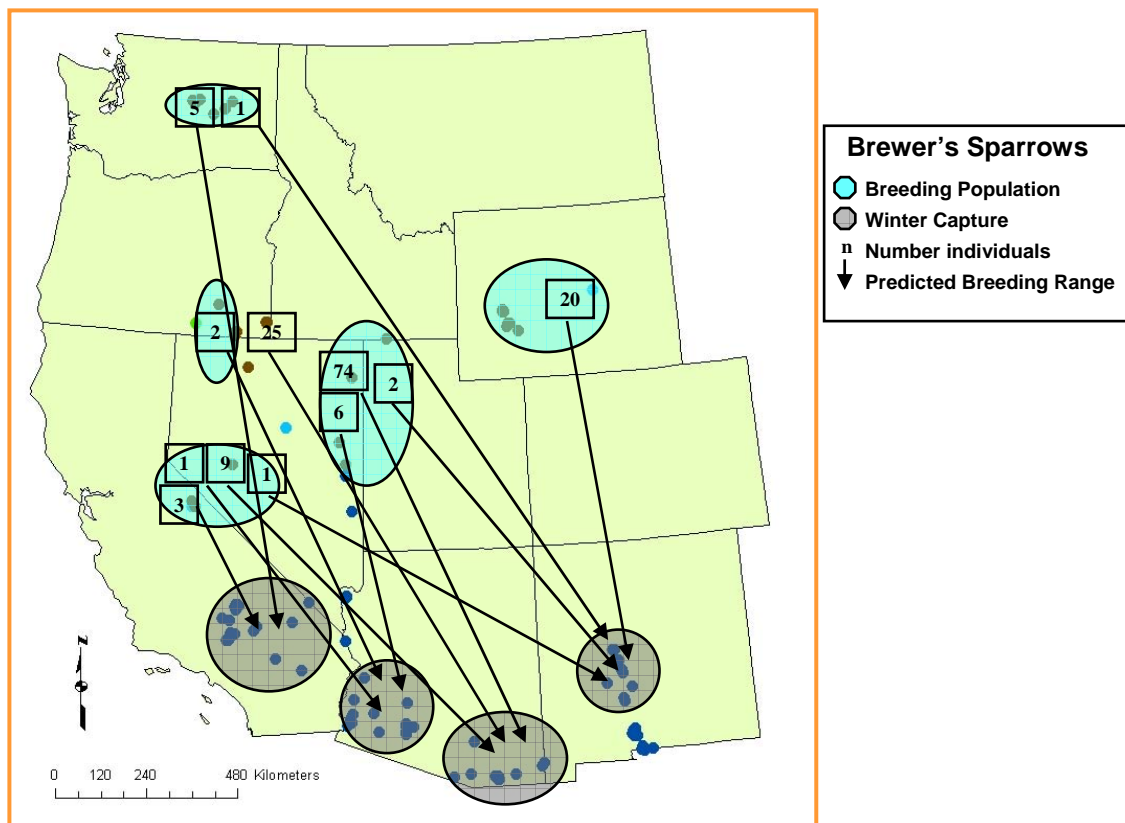 5
1
20
2
25
74
2
6
1
9
1
3
N
0 120 240 480 Kilometers
Brewer's Sparrows
Breeding Population
Winter Capture
n Number individuals
Predicted Breeding Range